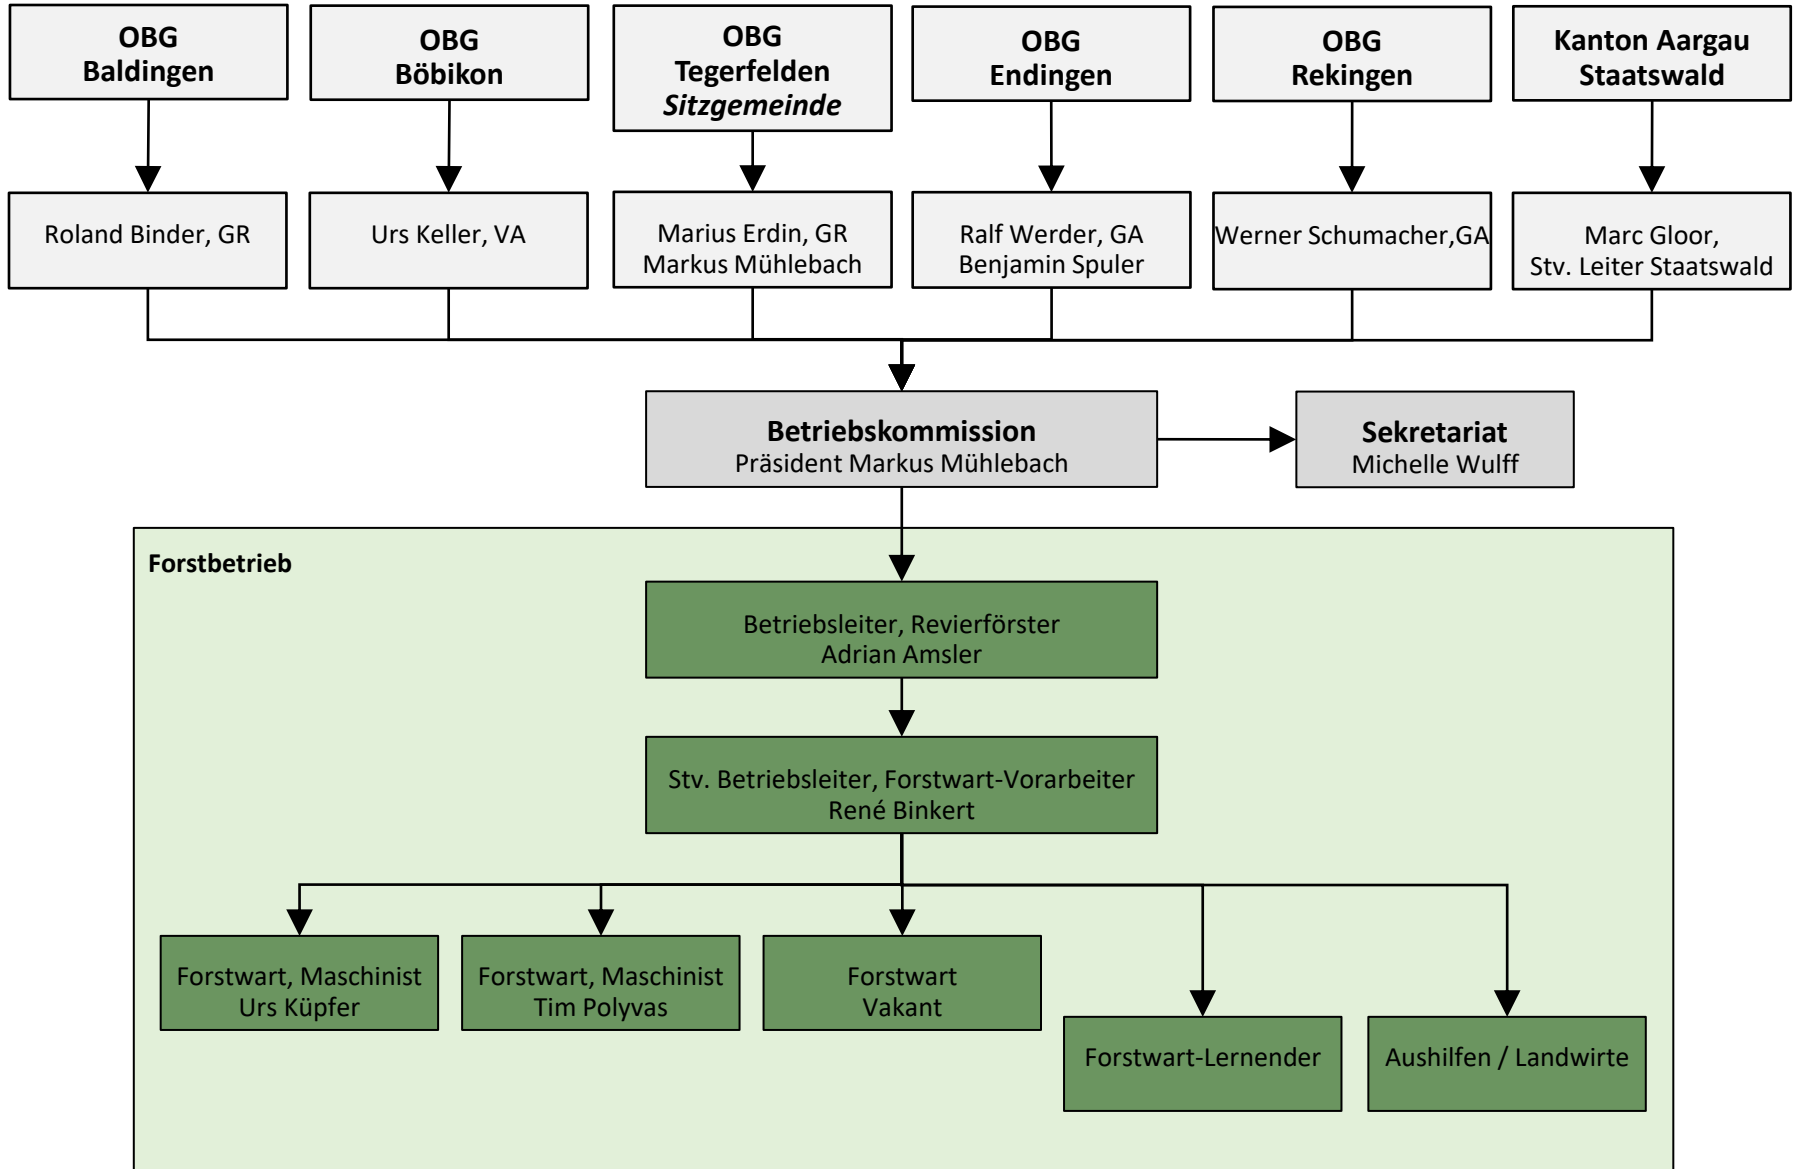 OBG
Baldingen
OBG
Böbikon
OBG
Tegerfelden
Sitzgemeinde
OBG
Endingen
OBG
Rekingen
Kanton Aargau
Staatswald
Roland Binder, GR
Urs Keller, VA
Marius Erdin, GR
Markus Mühlebach
Ralf Werder, GA
Benjamin Spuler
Werner Schumacher,GA
Marc Gloor,
Stv. Leiter Staatswald
Betriebskommission
Präsident Markus Mühlebach
Sekretariat
Michelle Wulff
Forstbetrieb
Betriebsleiter, Revierförster
Adrian Amsler
Stv. Betriebsleiter, Forstwart-Vorarbeiter
René Binkert
Forstwart, Maschinist
Urs Küpfer
Forstwart, Maschinist
Tim Polyvas
Forstwart
Vakant
Forstwart-Lernender
Aushilfen / Landwirte